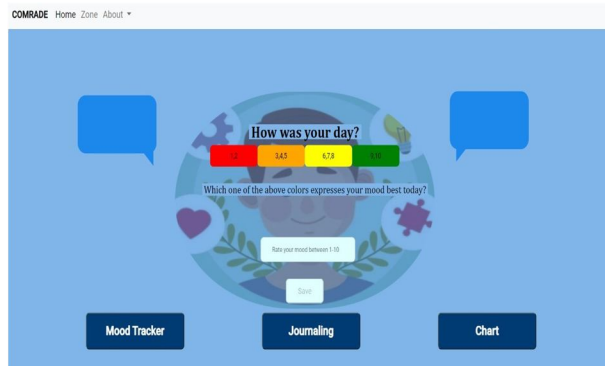 COMRADE Home Zone About
How was your day?
1,2 3,4,5 6,7,8 9,10
Which one of the above colors expresses your mood best today?
Rate your mood between 1-10
Save
Mood Tracker Journaling Chart